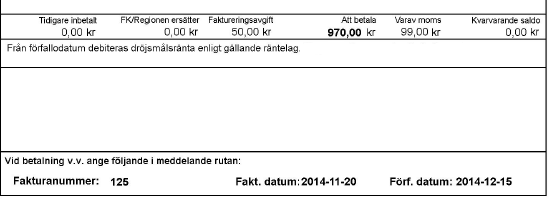 Tidigare inbetalt FK/Regionen ersätter Faktureringsavgift Att betala Varav moms Kvarvarande saldo
0,00 kr 0,00 kr 50,00 kr 970,00 kr 99,00 kr 0,00 kr
Från förfallodatum debiteras dröjsmålsränta enligt gällande räntelag.
Vid betalning v.v. ange följande i meddelande rutan:
Fakturanummer: 125 Fakt. datum:2014-11-20 Förf. datum: 2014-12-15